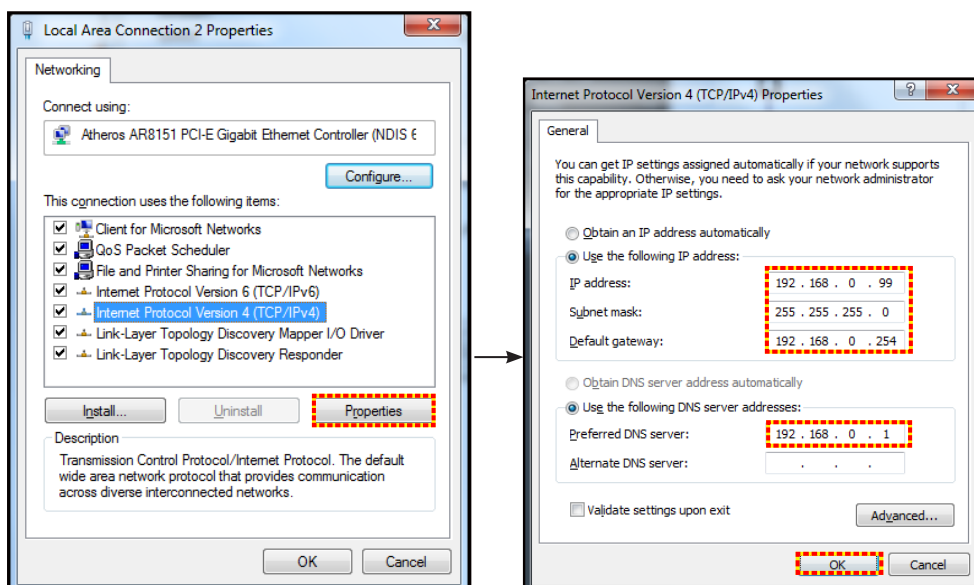 Local Area Connection 2 Properties
x
Networking
Connect using:
Atheros AR8151 PCI-E Gigabit Ethernet Controller (NDIS 6
Configure...
This connection uses the following items:
Client for Microsoft Networks
QoS Packet Scheduler
File and Printer Sharing for Microsoft Networks
Internet Protocol Version 6 (TCP/IPv6)
Internet Protocol Version 4 (TCP/IPv4)
Link-Layer Topology Discovery Mapper I/O Driver
Link-Layer Topology Discovery Responder
Install...
Uninstall
Properties
Description
Transmission Control Protocol/Internet Protocol. The default
wide area network protocol that provides communication
across diverse interconnected networks.
OK
Cancel
Internet Protocol Version 4 (TCP/IPv4) Properties
?
x
General
You can get IP settings assigned automatically if your network supports
this capability. Otherwise, you need to ask your network administrator
for the appropriate IP settings.
Obtain an IP address automatically
Use the following IP address:
IP address: 192 . 168 . 0 . 99
Subnet mask: 255 . 255 . 255 . 0
Default gateway: 192 . 168 . 0 . 254
Obtain DNS server address automatically
Use the following DNS server addresses:
Preferred DNS server: 192 . 168 . 0 . 1
Alternate DNS server: . . .
Validate settings upon exit
Advanced...
OK
Cancel